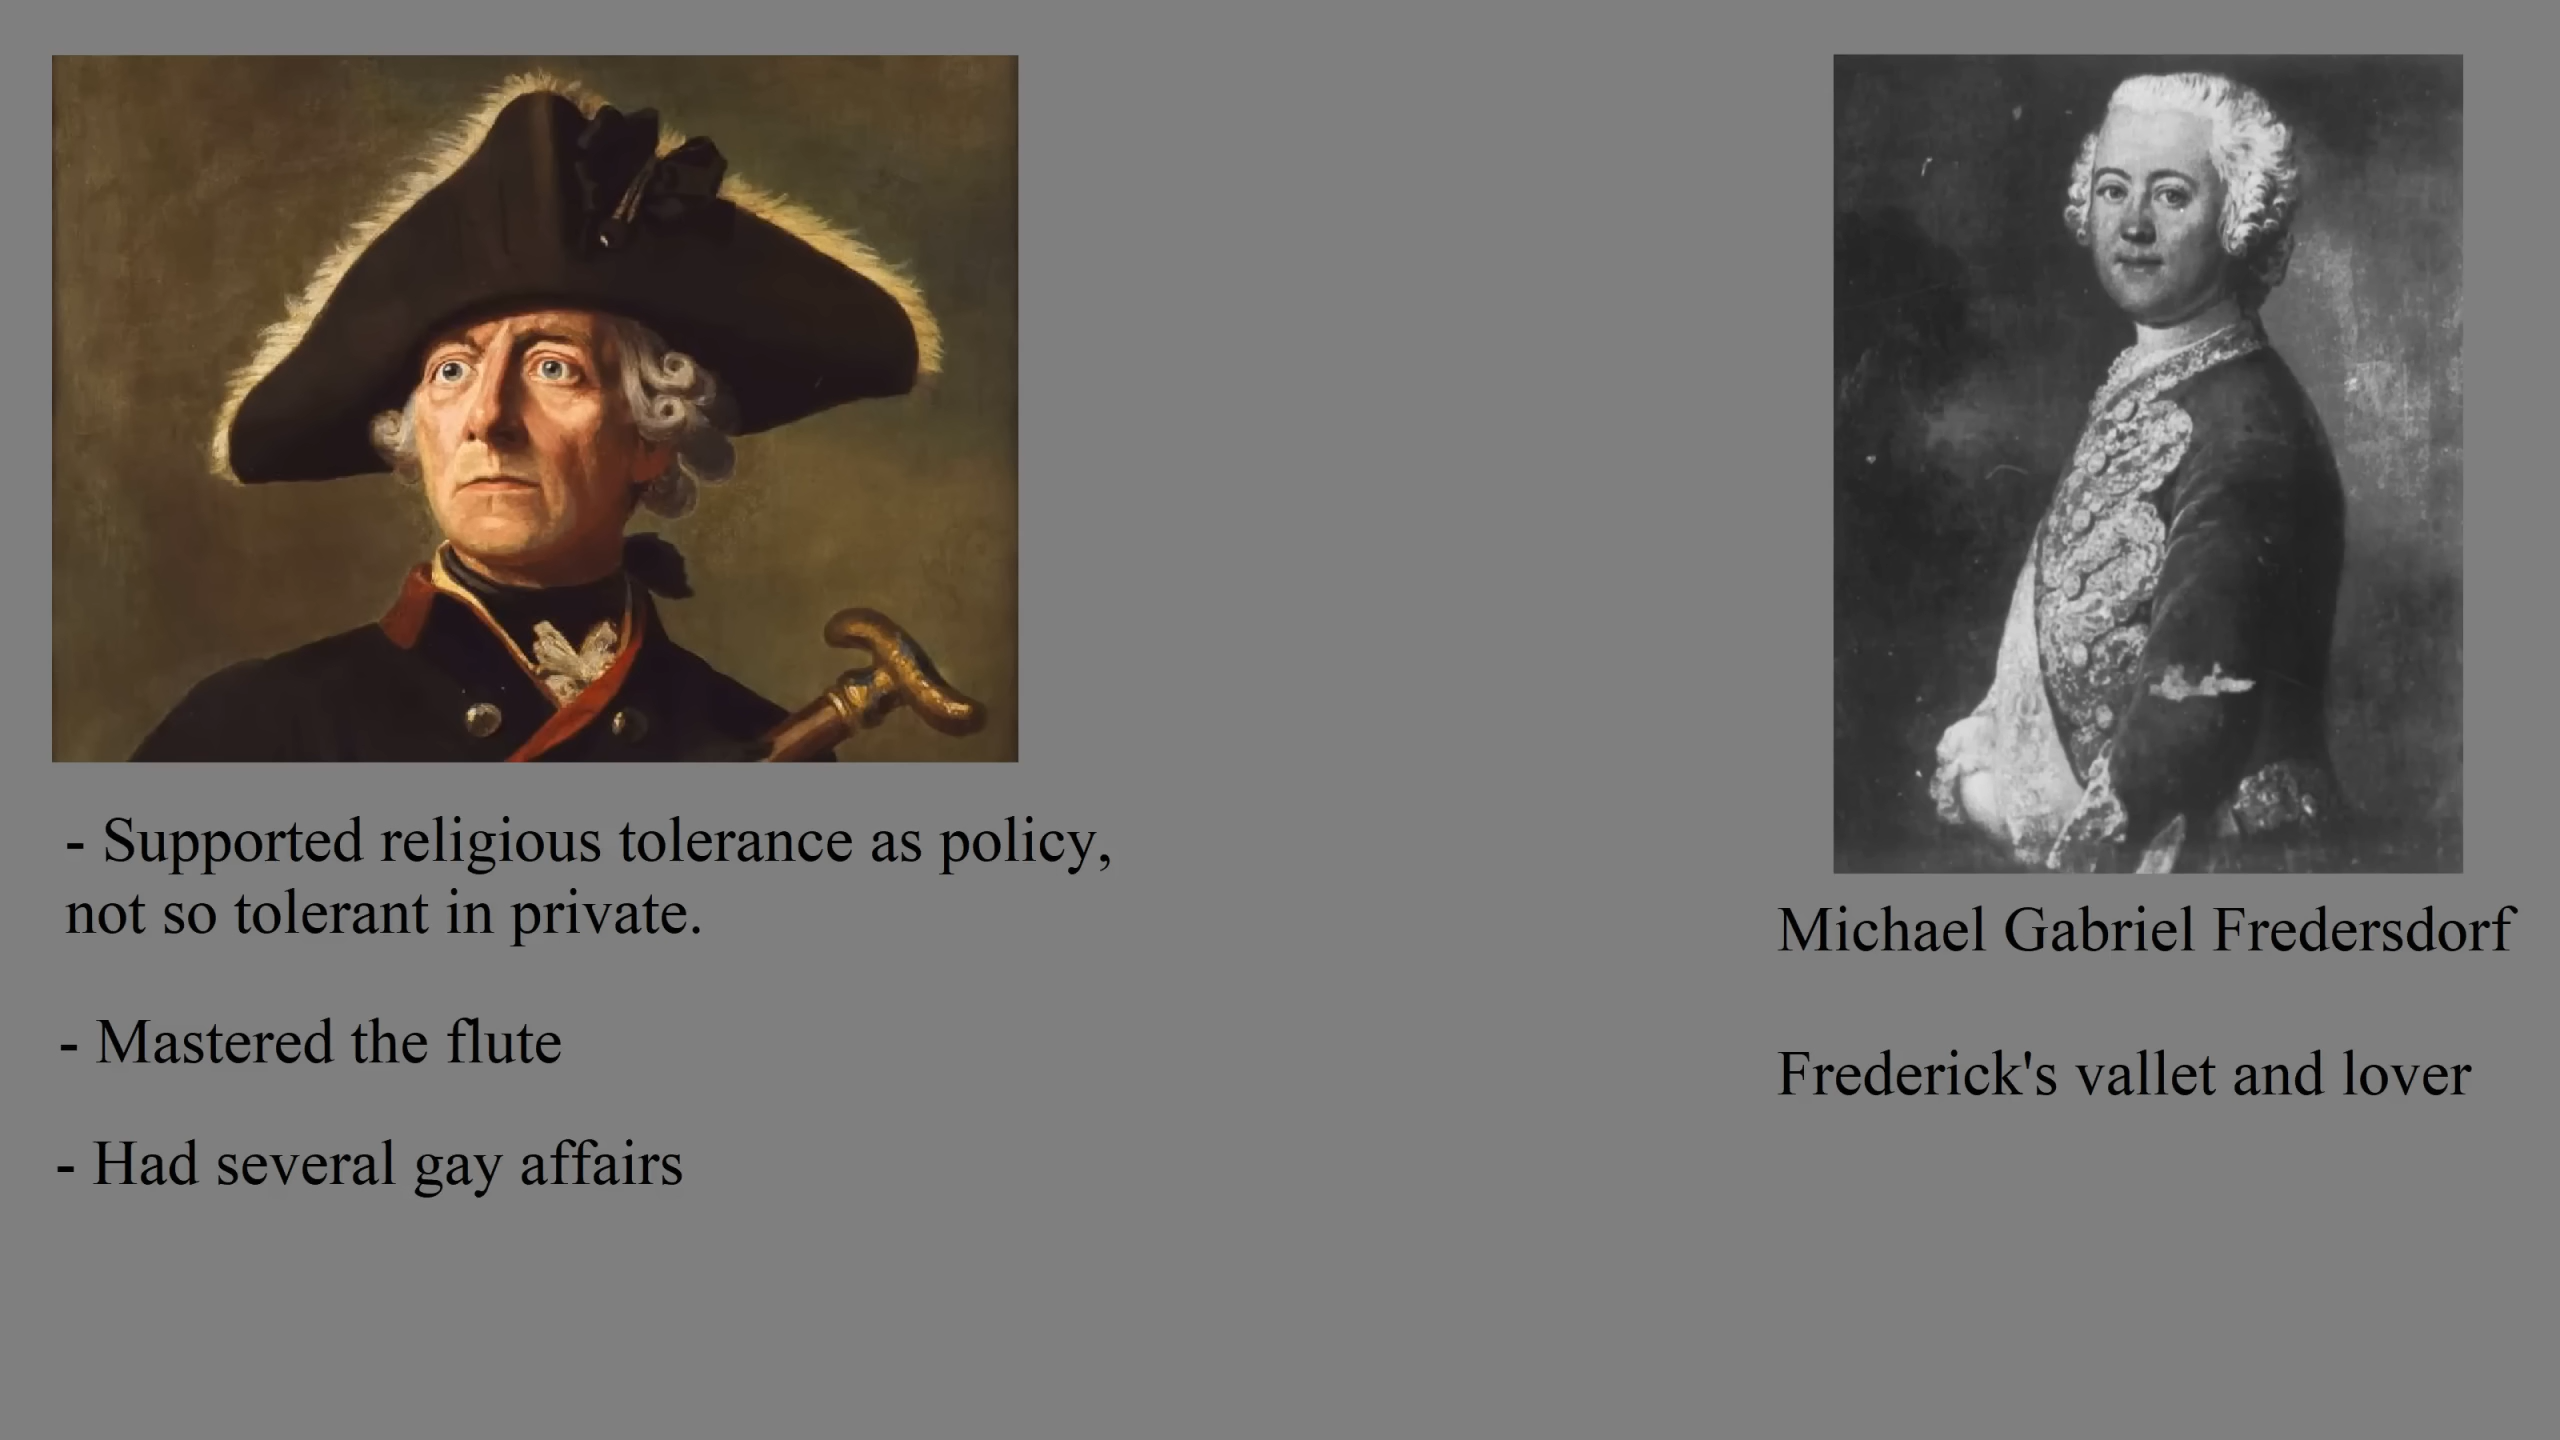 - Supported religious tolerance as policy,
not so tolerant in private.
- Mastered the flute
- Had several gay affairs
Michael Gabriel Fredersdorf
Frederick's vallet and lover